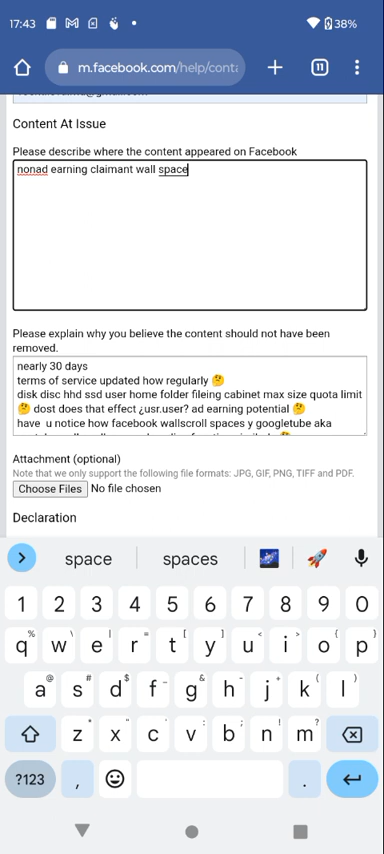 17:43
38%
m.facebook.com/help/conta
11
Content At Issue
Please describe where the content appeared on Facebook
nonad earning claimant wall space
Please explain why you believe the content should not have been
removed.
nearly 30 days
terms of service updated how regularly 🤔
disk disc hhd ssd user home folder fileing cabinet max size quota limit
🤔 dost does that effect ¿usr.user? ad earning potential 🤔
have u notice how facebook wallscroll spaces y googletube aka
Attachment (optional)
Note that we only support the following file formats: JPG, GIF, PNG, TIFF and PDF.
Choose Files No file chosen
Declaration
space spaces 🌌 🚀
1 2 3 4 5 6 7 8 9 0
q % w \ e | r = t [ y ] u < i > o { p }
a @ s # d $ f _ g & h - j + k ( l )
z * x " c ' v : b ; n ! m ?
?123 , .